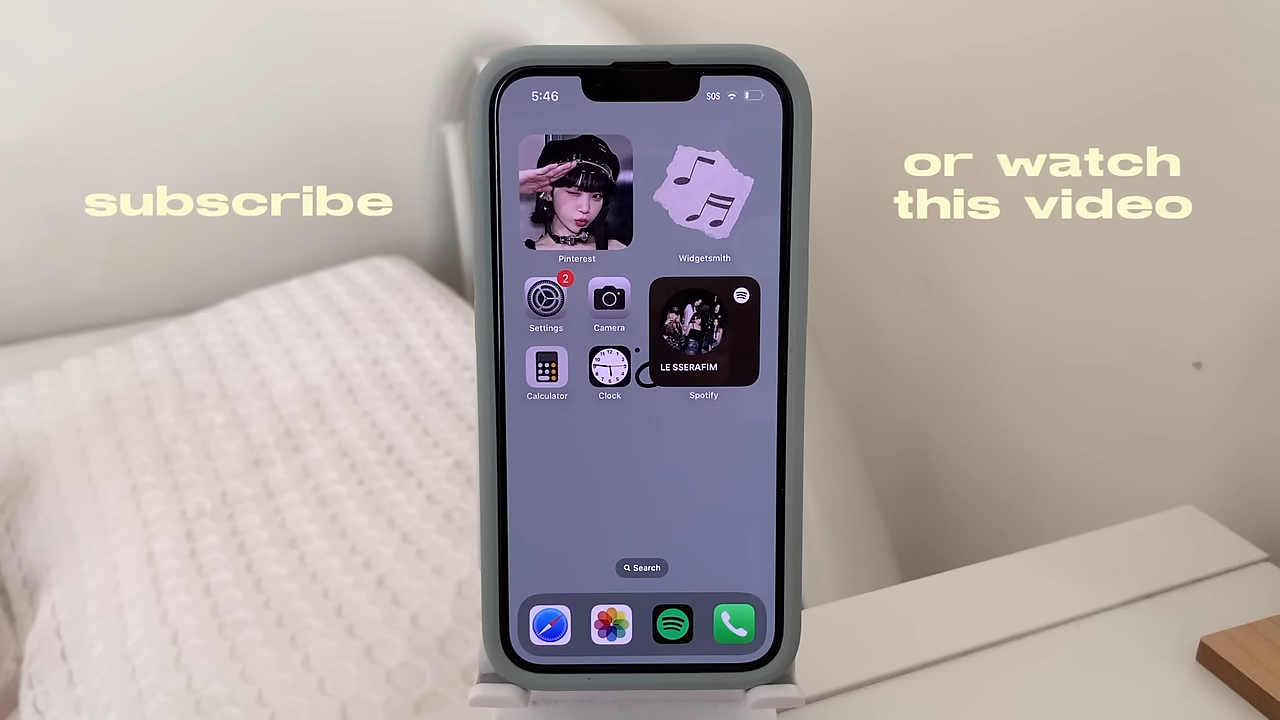 subscribe
or watch
this video
5:46
SOS
Pinterest
Widgetsmith
2
Settings
Camera
LE SSERAFIM
Calculator
Clock
Spotify
Search